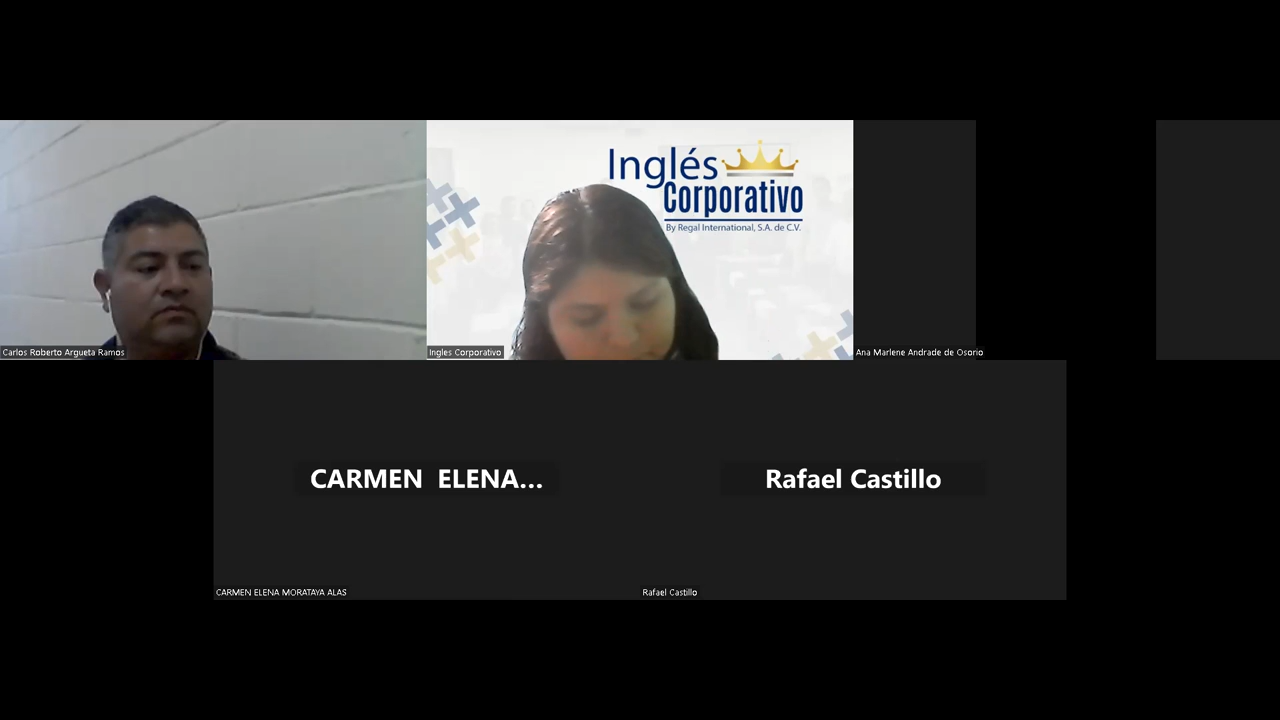 Inglés
Corporativo
By Regal International, S.A. de C.V.
Carlos Roberto Argueta Ramos
Ingles Corporativo
Ana Marlene Andrade de Osorio
CARMEN ELENA...
Rafael Castillo
CARMEN ELENA MORATAYA ALAS
Rafael Castillo